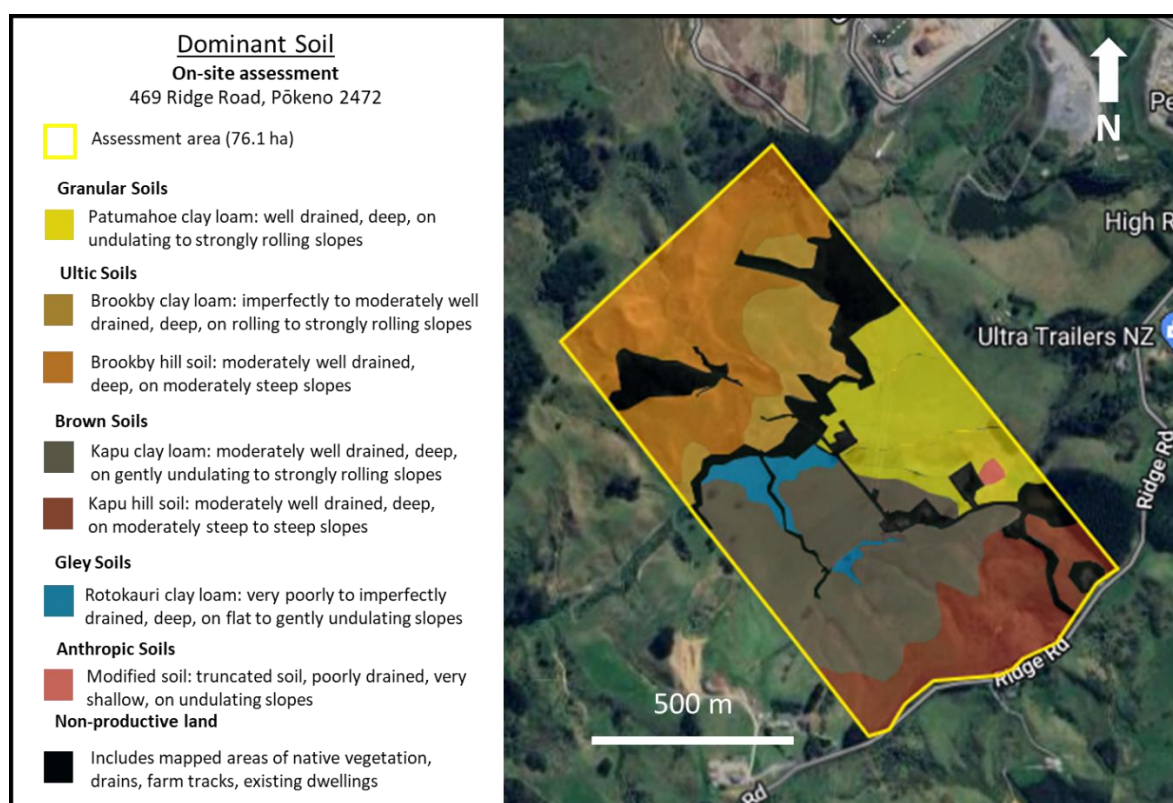 Dominant Soil
On-site assessment
469 Ridge Road, Pōkeno 2472
Assessment area (76.1 ha)
Granular Soils
Patumahoe clay loam: well drained, deep, on
undulating to strongly rolling slopes
Ultic Soils
Brookby clay loam: imperfectly to moderately well
drained, deep, on rolling to strongly rolling slopes
Brookby hill soil: moderately well drained,
deep, on moderately steep slopes
Brown Soils
Kapu clay loam: moderately well drained, deep,
on gently undulating to strongly rolling slopes
Kapu hill soil: moderately well drained, deep,
on moderately steep to steep slopes
Gley Soils
Rotokauri clay loam: very poorly to imperfectly
drained, deep, on flat to gently undulating slopes
Anthropic Soils
Modified soil: truncated soil, poorly drained, very
shallow, on undulating slopes
Non-productive land
Includes mapped areas of native vegetation,
drains, farm tracks, existing dwellings
N
Pe
High R
Ultra Trailers NZ
Ridge Rd
Ridge Rd
500 m
Rd